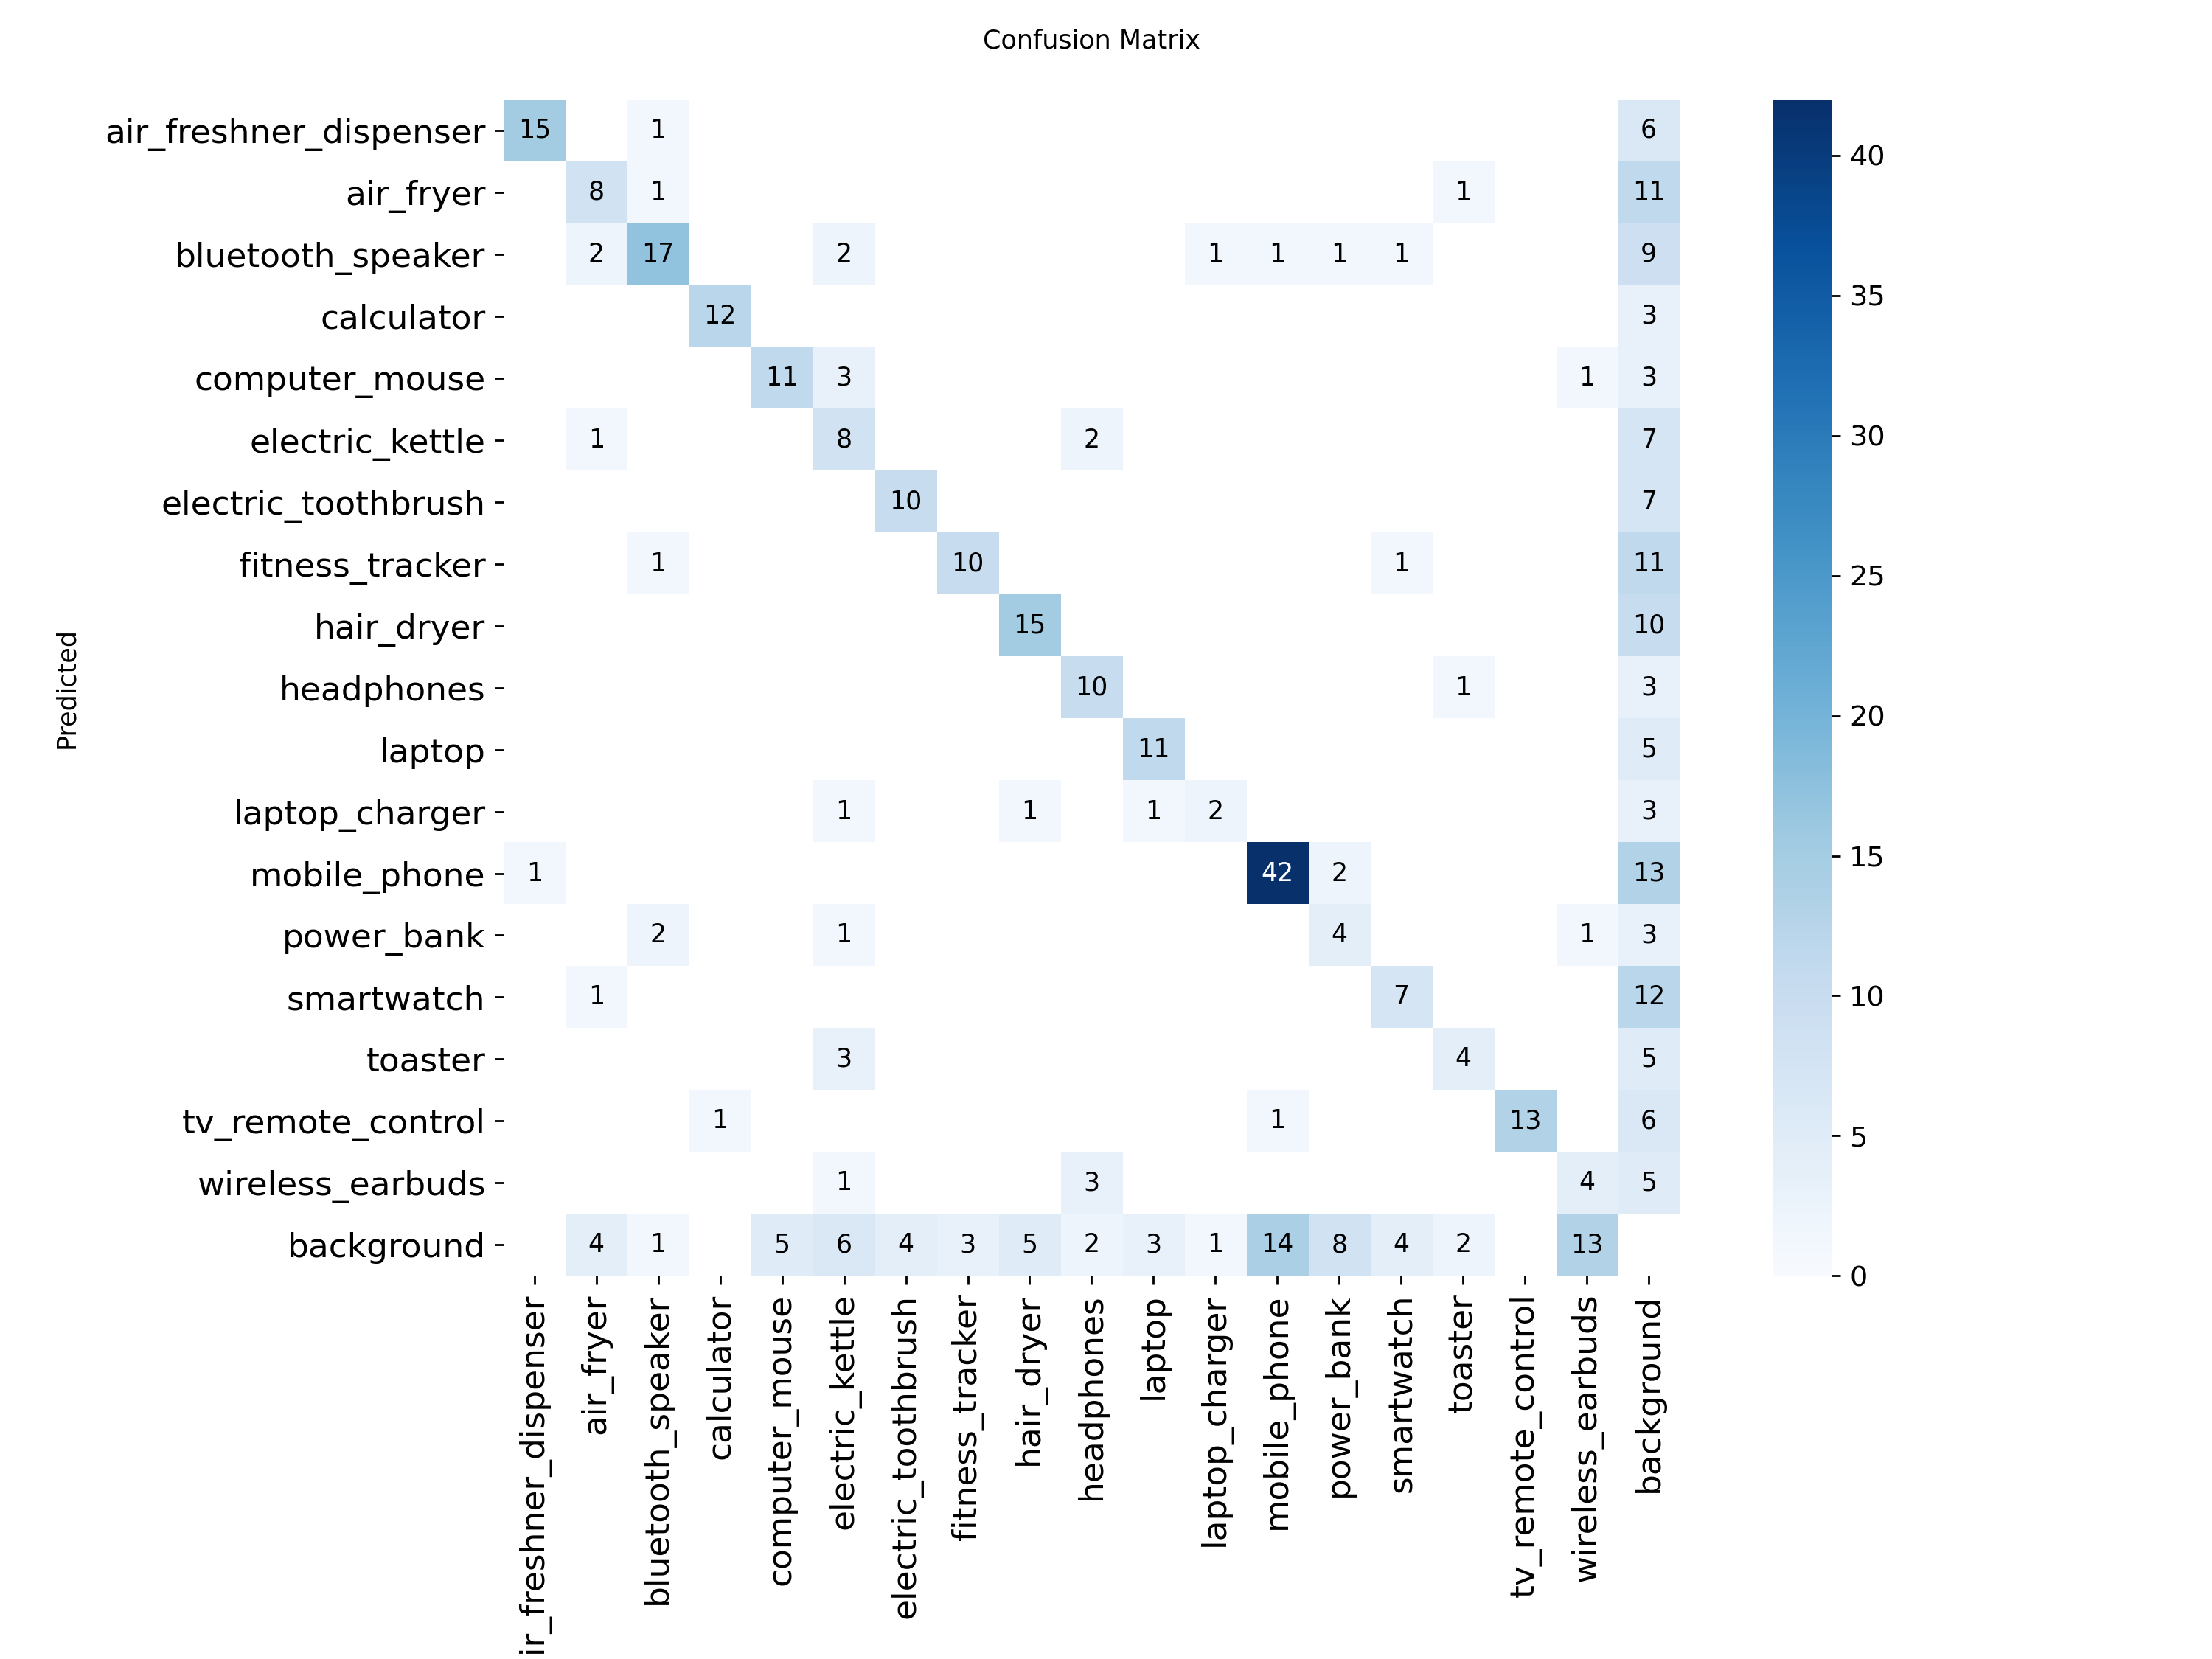 Confusion Matrix
air_freshner_dispenser 15 1 6
air_fryer 8 1 1 11
bluetooth_speaker 2 17 2 1 1 1 1 9
calculator 12 3
computer_mouse 11 3 1 3
electric_kettle 1 8 2 7
electric_toothbrush 10 7
fitness_tracker 1 10 1 11
hair_dryer 15 10
headphones 10 1 3
laptop 11 5
laptop_charger 1 1 1 2 3
mobile_phone 1 42 2 13
power_bank 2 1 4 1 3
smartwatch 1 7 12
toaster 3 4 5
tv_remote_control 1 1 13 6
wireless_earbuds 1 3 4 5
background 4 1 5 6 4 3 5 2 3 1 14 8 4 2 13
Predicted
ir_freshner_dispenser
air_fryer
bluetooth_speaker
calculator
computer_mouse
electric_kettle
electric_toothbrush
fitness_tracker
hair_dryer
headphones
laptop
laptop_charger
mobile_phone
power_bank
smartwatch
toaster
tv_remote_control
wireless_earbuds
background
40
35
30
25
20
15
10
5
0